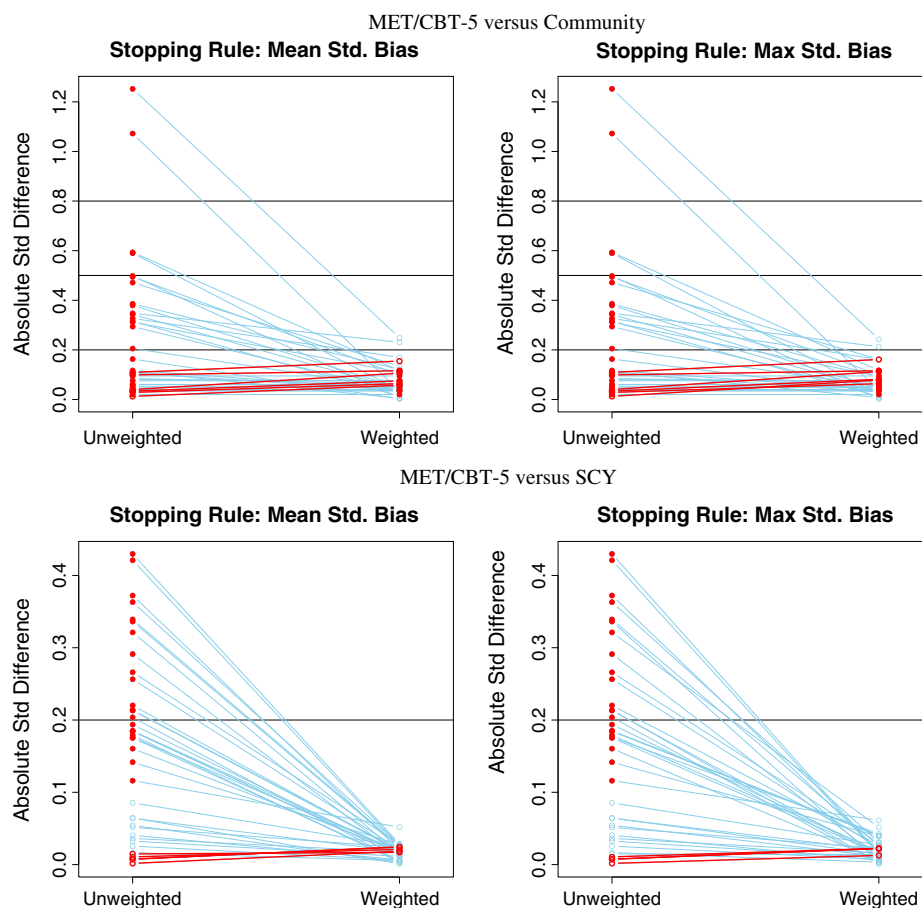 MET/CBT-5 versus Community
Stopping Rule: Mean Std. Bias
Stopping Rule: Max Std. Bias
Absolute Std Difference
0.0 0.2 0.4 0.6 0.8 1.0 1.2
Unweighted Weighted
Absolute Std Difference
0.0 0.2 0.4 0.6 0.8 1.0 1.2
Unweighted Weighted
MET/CBT-5 versus SCY
Stopping Rule: Mean Std. Bias
Stopping Rule: Max Std. Bias
Absolute Std Difference
0.0 0.1 0.2 0.3 0.4
Unweighted Weighted
Absolute Std Difference
0.0 0.1 0.2 0.3 0.4
Unweighted Weighted